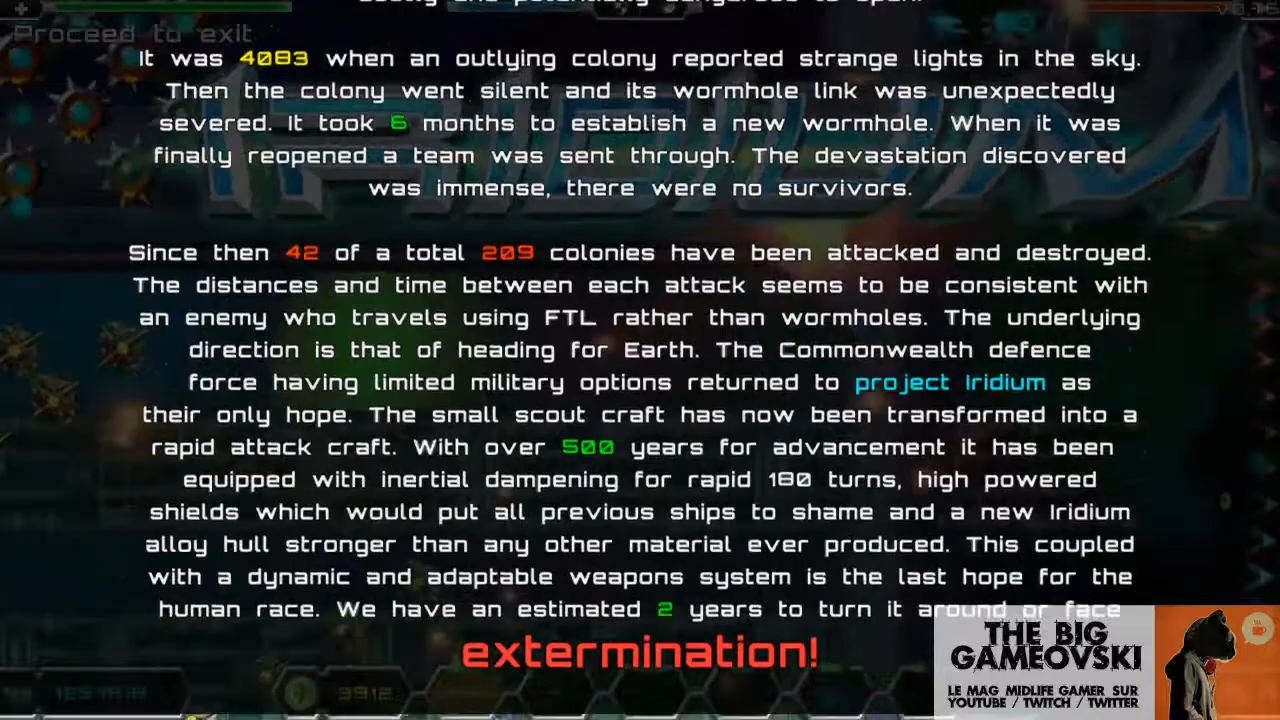 costly and potentially dangerous to open.
Proceed to exit
It was 4083 when an outlying colony reported strange lights in the sky.
Then the colony went silent and its wormhole link was unexpectedly
severed. It took 6 months to establish a new wormhole. When it was
finally reopened a team was sent through. The devastation discovered
was immense, there were no survivors.
Since then 42 of a total 209 colonies have been attacked and destroyed.
The distances and time between each attack seems to be consistent with
an enemy who travels using FTL rather than wormholes. The underlying
direction is that of heading for Earth. The Commonwealth defence
force having limited military options returned to project Iridium as
their only hope. The small scout craft has now been transformed into a
rapid attack craft. With over 500 years for advancement it has been
equipped with inertial dampening for rapid 180 turns, high powered
shields which would put all previous ships to shame and a new Iridium
alloy hull stronger than any other material ever produced. This coupled
with a dynamic and adaptable weapons system is the last hope for the
human race. We have an estimated 2 years to turn it around or face
extermination!
3912
THE BIG
GAMEOVSKI
LE MAG MIDLIFE GAMER SUR
YOUTUBE / TWITCH / TWITTER